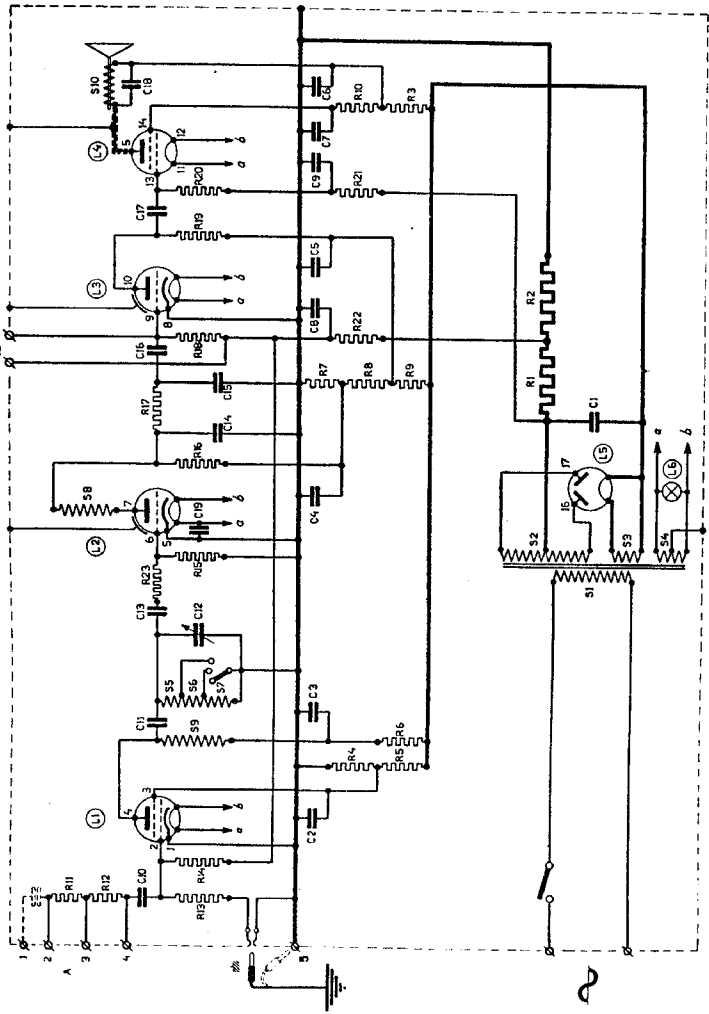 S10
C18
L4
5
14
12
11
13
b
a
C6
R10
R3
C7
C9
R20
R21
C17
R19
L3
10
9
8
b
a
C5
C8
R22
C16
R18
R2
R17
C15
R7
R8
R9
R1
C1
C14
R16
S8
L2
7
6
5
b
a
C19
C4
17
16
L5
a
L6
b
R15
R23
S2
S3
S4
S1
C13
C12
S5
S6
S7
C3
C11
S9
R6
R4
R5
L1
4
3
2
1
b
a
C2
R14
R13
C10
R11
R12
1
2
3
4
A
5